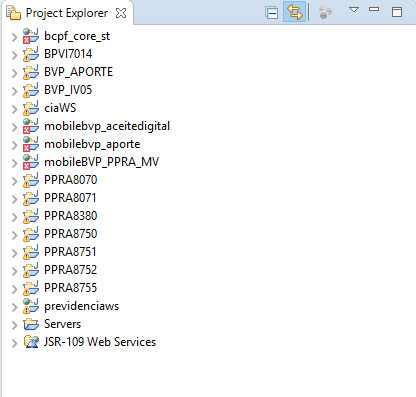 Project Explorer
bcpf_core_st
BPVI7014
BVP_APORTE
BVP_IV05
ciaWS
mobilebvp_aceitedigital
mobilebvp_aporte
mobileBVP_PPRA_MV
PPRA8070
PPRA8071
PPRA8380
PPRA8750
PPRA8751
PPRA8752
PPRA8755
previdenciaws
Servers
JSR-109 Web Services